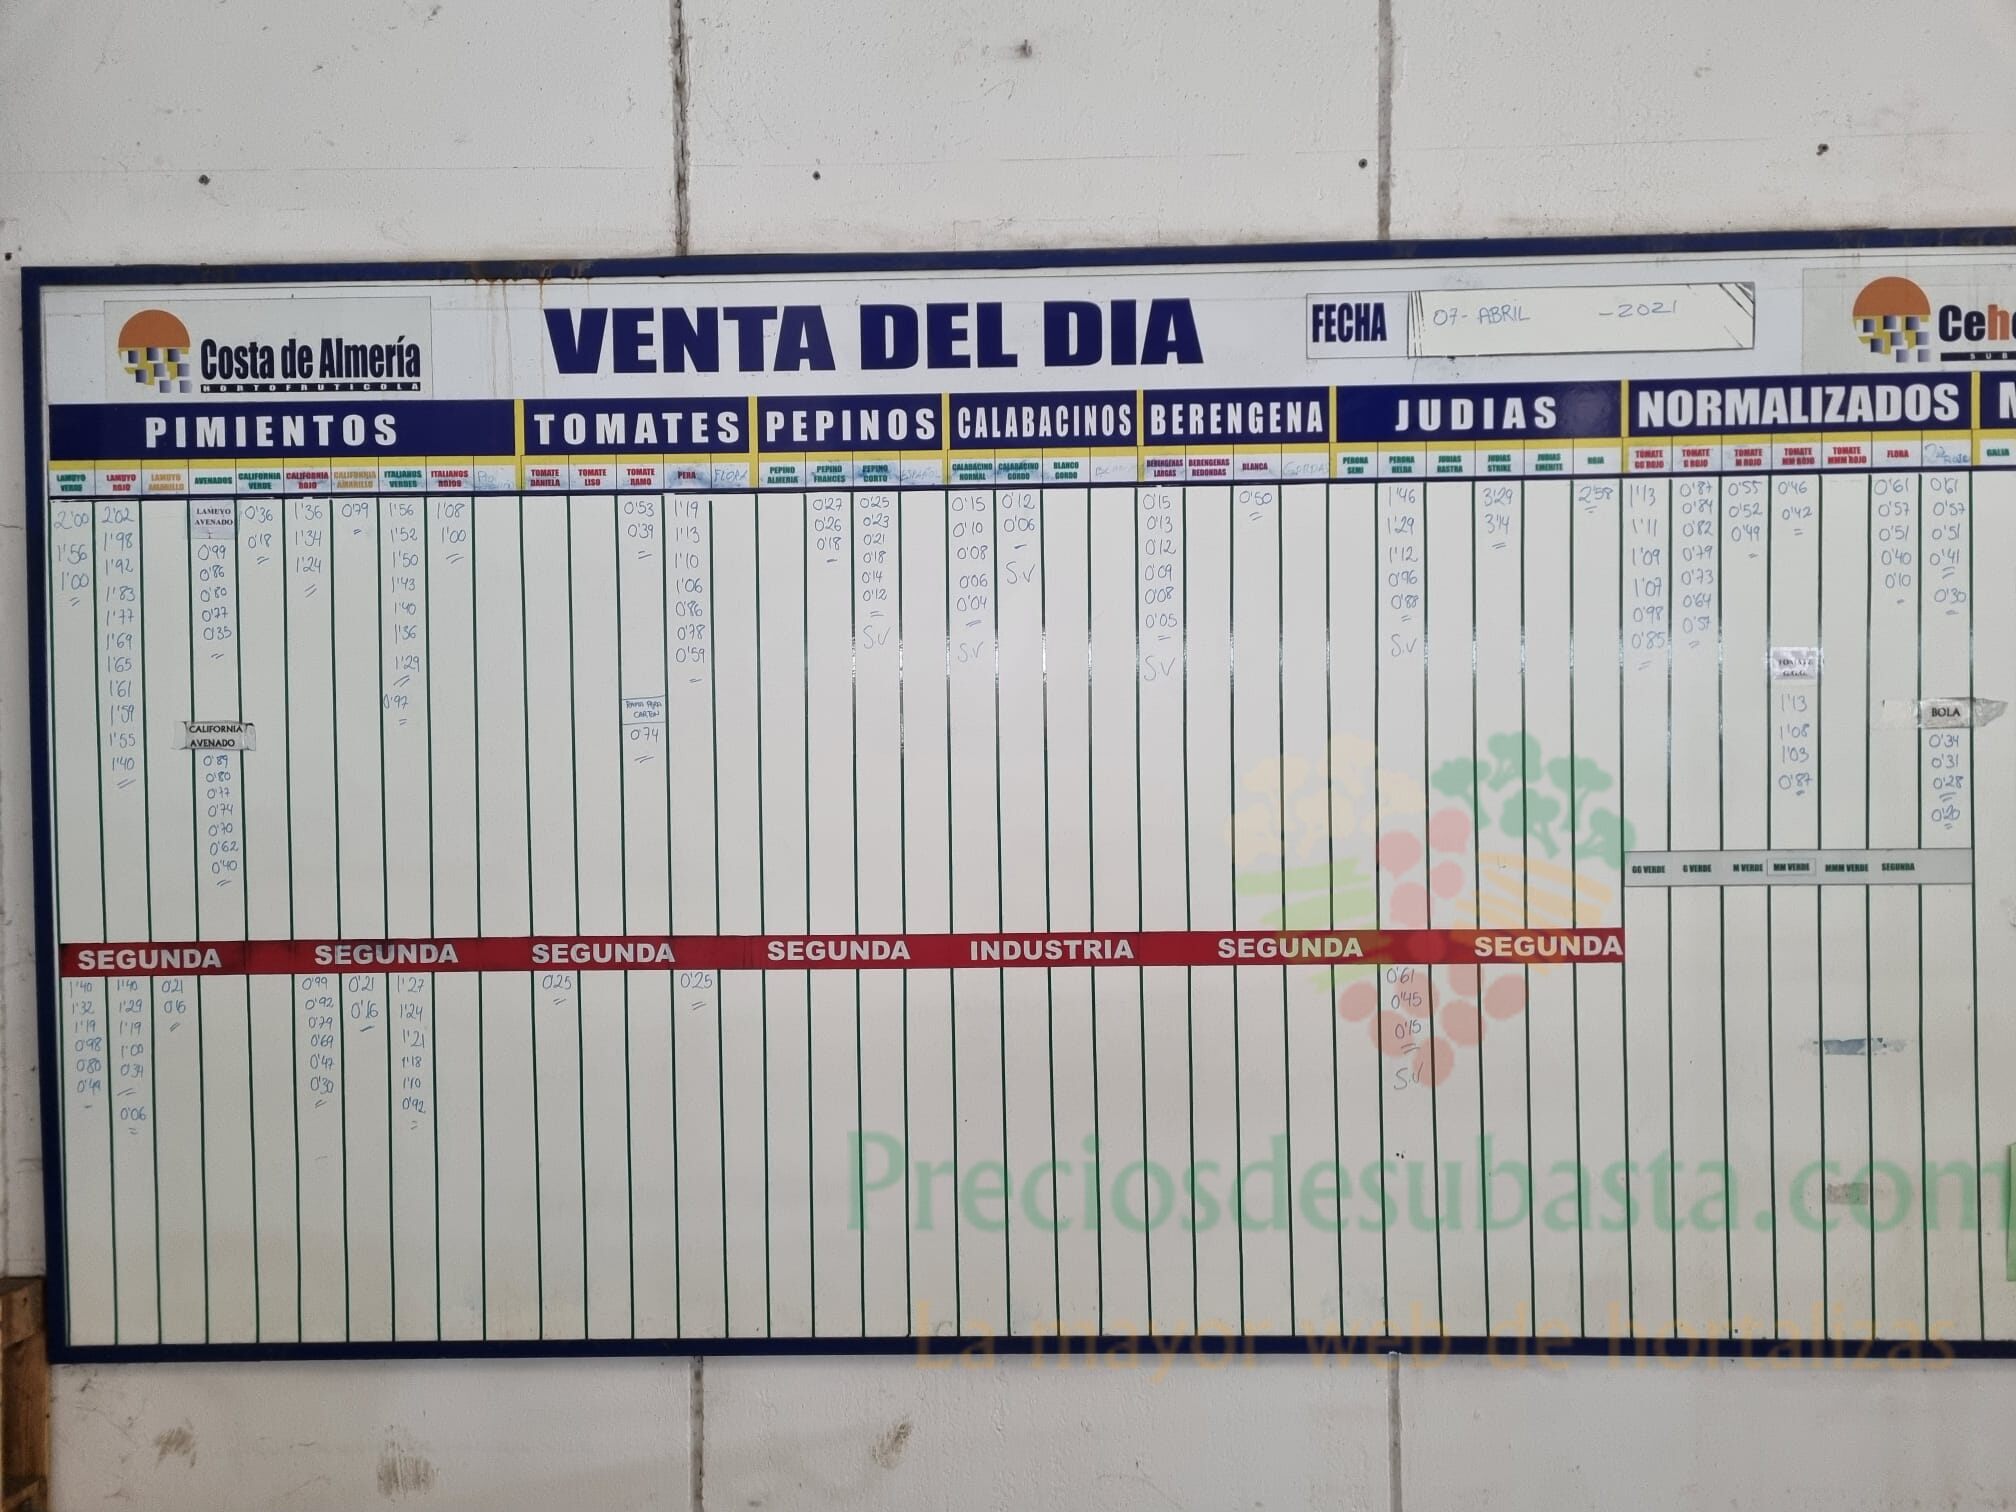 Costa de Almería
HORTOFRUTICOLA
VENTA DEL DIA
FECHA
07- ABRIL -2021
PIMIENTOS
TOMATES
PEPINOS
CALABACINOS
BERENGENA
JUDIAS
NORMALIZADOS
LAMUYO VERDE
2'00
1'56
1'00
LAMUYO ROJO
2'02
1'98
1'92
1'83
1'77
1'69
1'65
1'61
1'59
1'55
1'40
LAMUYO AMARILLO
AVENADOS
LAMUYO AVENADO
0'99
0'86
0'80
0'77
0'35
CALIFORNIA AVENADO
0'89
0'80
0'77
0'74
0'70
0'62
0'40
CALIFORNIA VERDE
0'36
0'18
CALIFORNIA ROJO
1'36
1'34
1'24
CALIFORNIA AMARILLO
0'79
ITALIANOS VERDES
1'56
1'52
1'50
1'43
1'40
1'36
1'29
0'97
ITALIANOS ROJOS
1'08
1'00
TOMATE DANIELA
TOMATE LISO
TOMATE RAMO
0'53
0'39
RAMA PERA CARTON
0'74
PERA
1'19
1'13
1'10
1'06
0'86
0'78
0'59
FLORA
PEPINO ALMERIA
PEPINO FRANCES
0'27
0'26
0'18
PEPINO CORTO
0'25
0'23
0'21
0'18
0'14
0'12
S.V
ESPAÑOL
CALABACINO NORMAL
0'15
0'10
0'08
0'06
0'04
S.V
CALABACINO GORDO
0'12
0'06
S.V
BLANCO GORDO
BERENGENAS LARGAS
0'15
0'13
0'12
0'09
0'08
0'05
S.V
BERENGENAS REDONDAS
BLANCA
0'50
GORDA
PERONA SEMI
PERONA HELDA
1'46
1'29
1'12
0'96
0'88
S.V
JUDIAS RASTRA
JUDIAS STRIKE
3'29
3'14
JUDIAS EMERITE
ROJA
2'58
TOMATE GG ROJO
1'13
1'11
1'09
1'07
0'98
0'85
TOMATE G ROJO
0'87
0'84
0'82
0'79
0'73
0'64
0'57
TOMATE M ROJO
0'55
0'52
0'49
TOMATE MM ROJO
0'46
0'42
TOMATE G.G.G.
1'13
1'08
1'03
0'87
TOMATE MMM ROJO
FLORA
0'61
0'57
0'51
0'40
0'10
0'61
0'57
0'51
0'41
0'30
BOLA
0'34
0'31
0'28
0'20
GALIA
GG VERDE
G VERDE
M VERDE
MM VERDE
MMM VERDE
SEGUNDA
SEGUNDA
SEGUNDA
SEGUNDA
SEGUNDA
INDUSTRIA
SEGUNDA
SEGUNDA
1'40
1'32
1'19
0'98
0'80
0'49
1'40
1'29
1'19
1'00
0'34
0'06
0'21
0'16
0'99
0'92
0'79
0'69
0'47
0'30
0'21
0'16
1'27
1'24
1'21
1'18
1'10
0'92
0'25
0'25
0'61
0'45
0'15
S.V
Preciosdesubasta.com
La mayor web de hortalizas